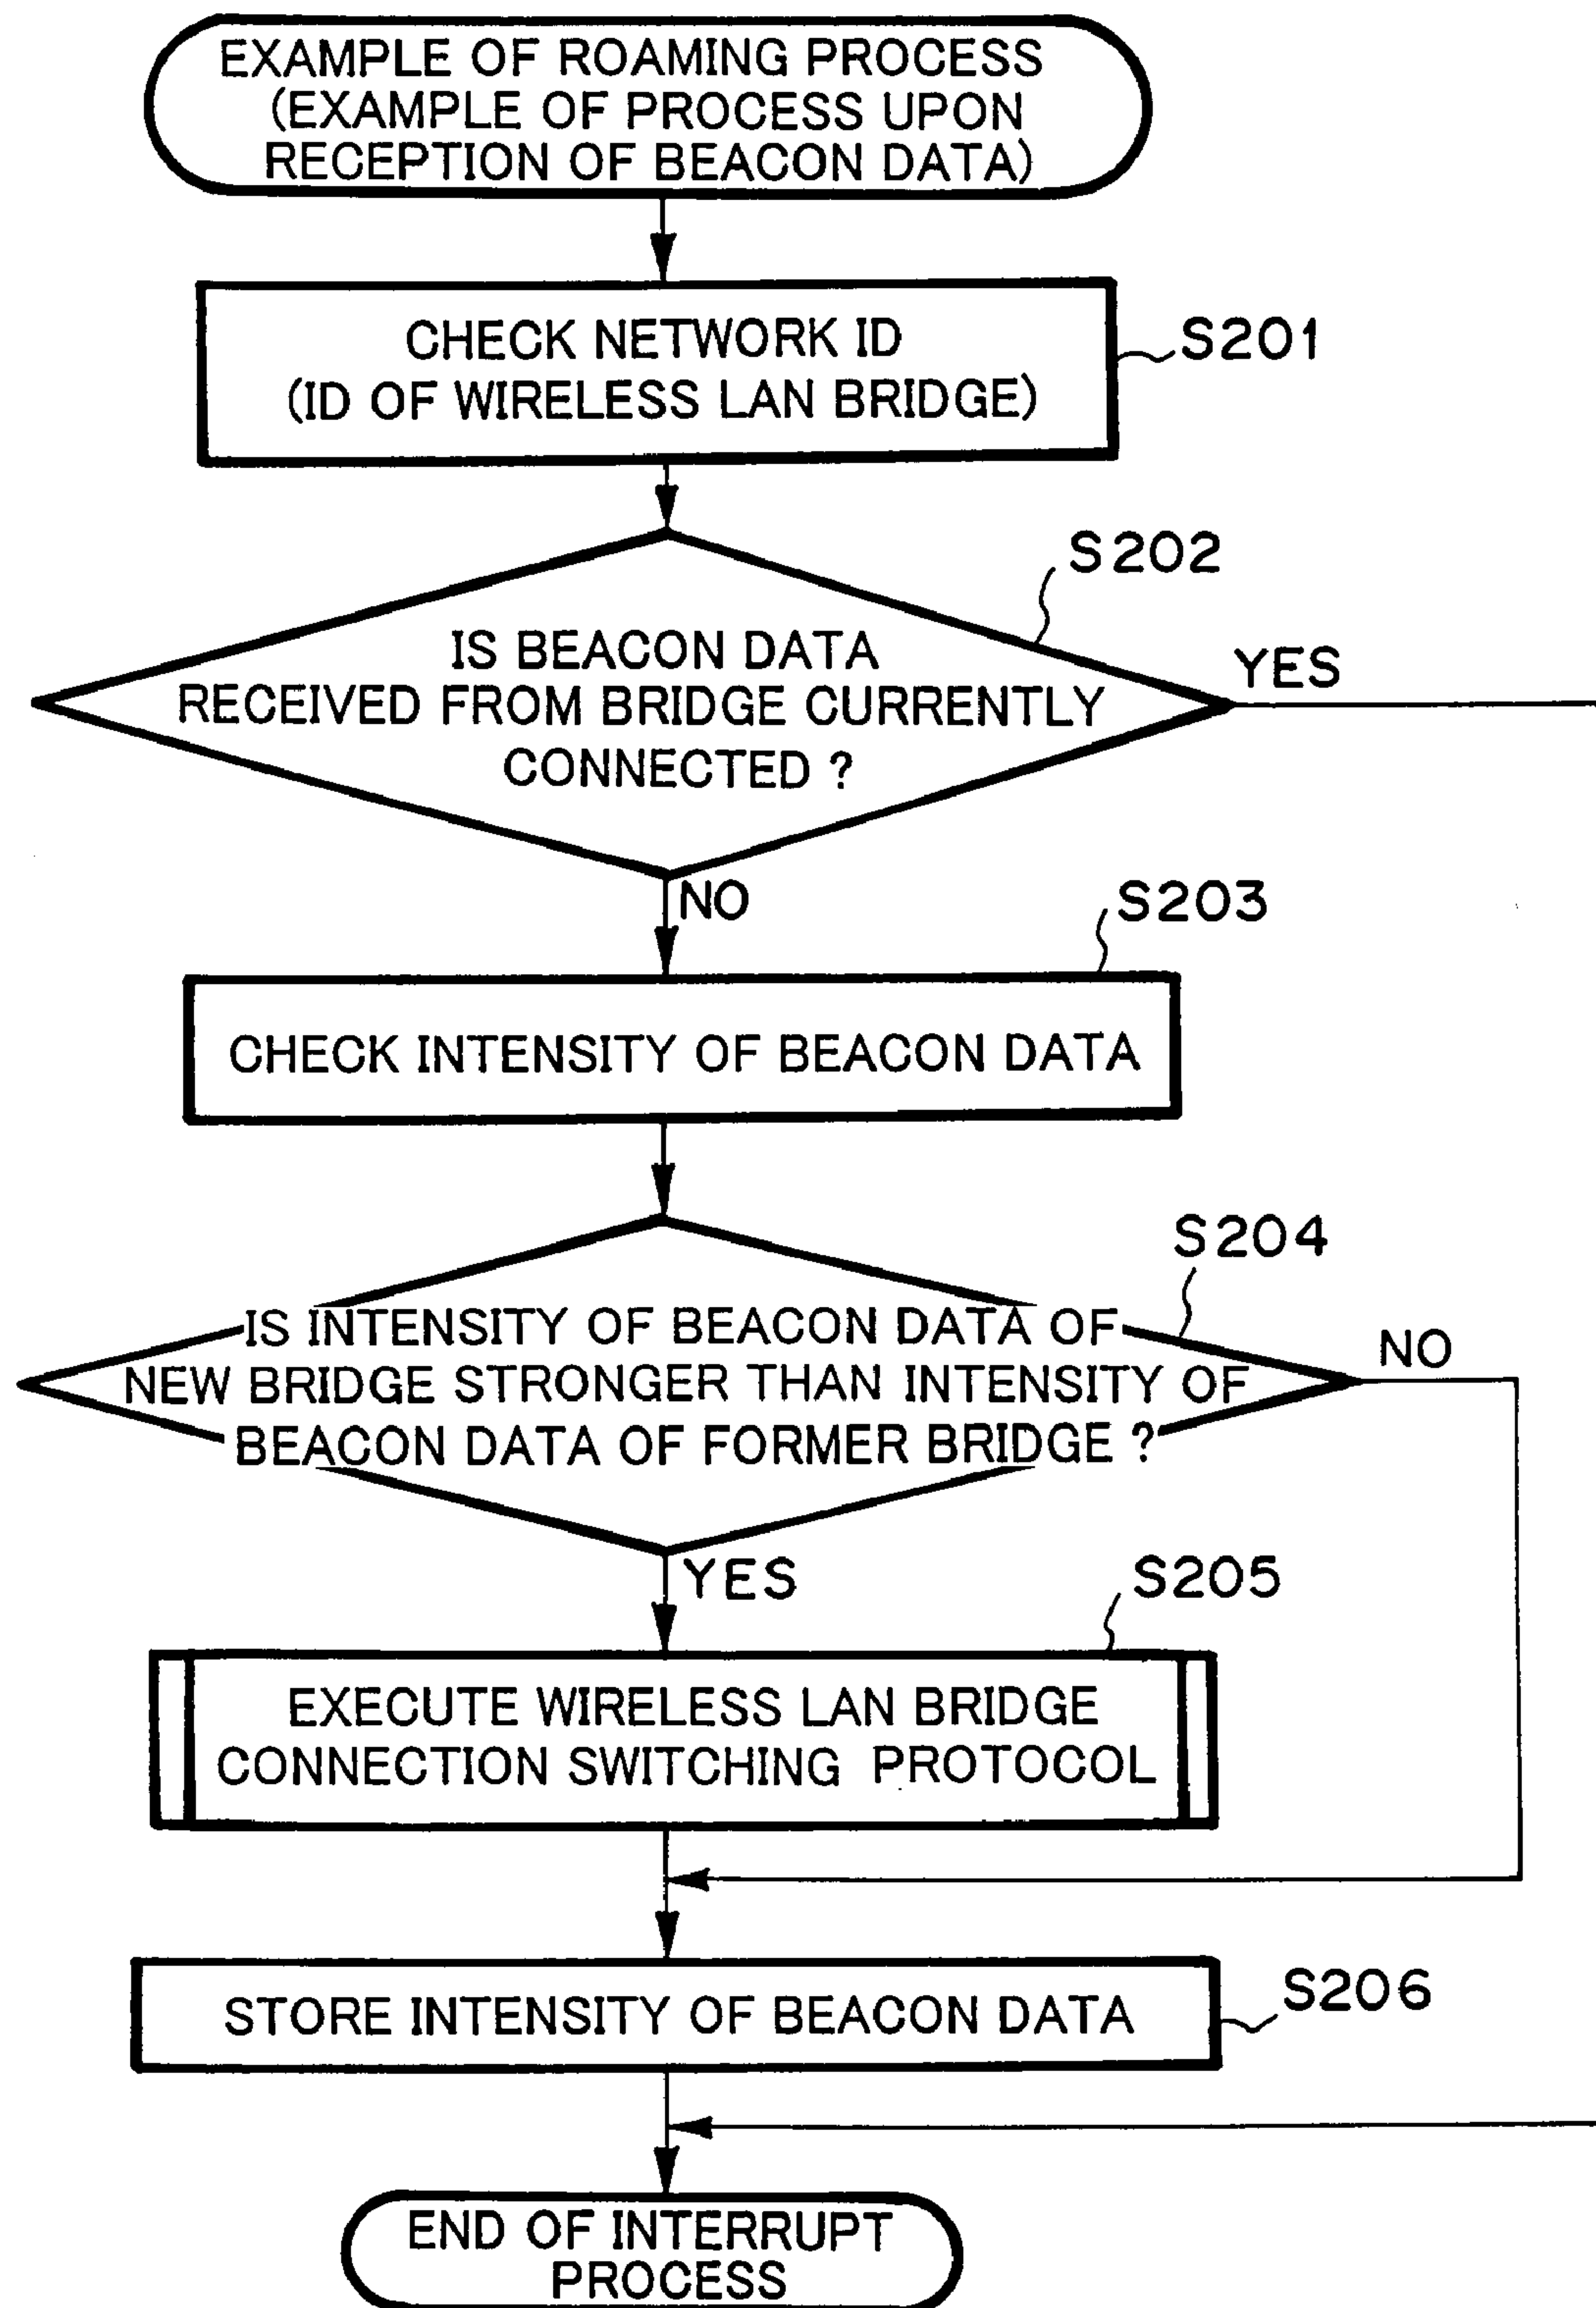 EXAMPLE OF ROAMING PROCESS
(EXAMPLE OF PROCESS UPON
RECEPTION OF BEACON DATA)
CHECK NETWORK ID
(ID OF WIRELESS LAN BRIDGE)
S201
S202
IS BEACON DATA
RECEIVED FROM BRIDGE CURRENTLY
CONNECTED ?
YES
NO
S203
CHECK INTENSITY OF BEACON DATA
S204
IS INTENSITY OF BEACON DATA OF
NEW BRIDGE STRONGER THAN INTENSITY OF
BEACON DATA OF FORMER BRIDGE ?
NO
YES
S205
EXECUTE WIRELESS LAN BRIDGE
CONNECTION SWITCHING PROTOCOL
STORE INTENSITY OF BEACON DATA
S206
END OF INTERRUPT
PROCESS